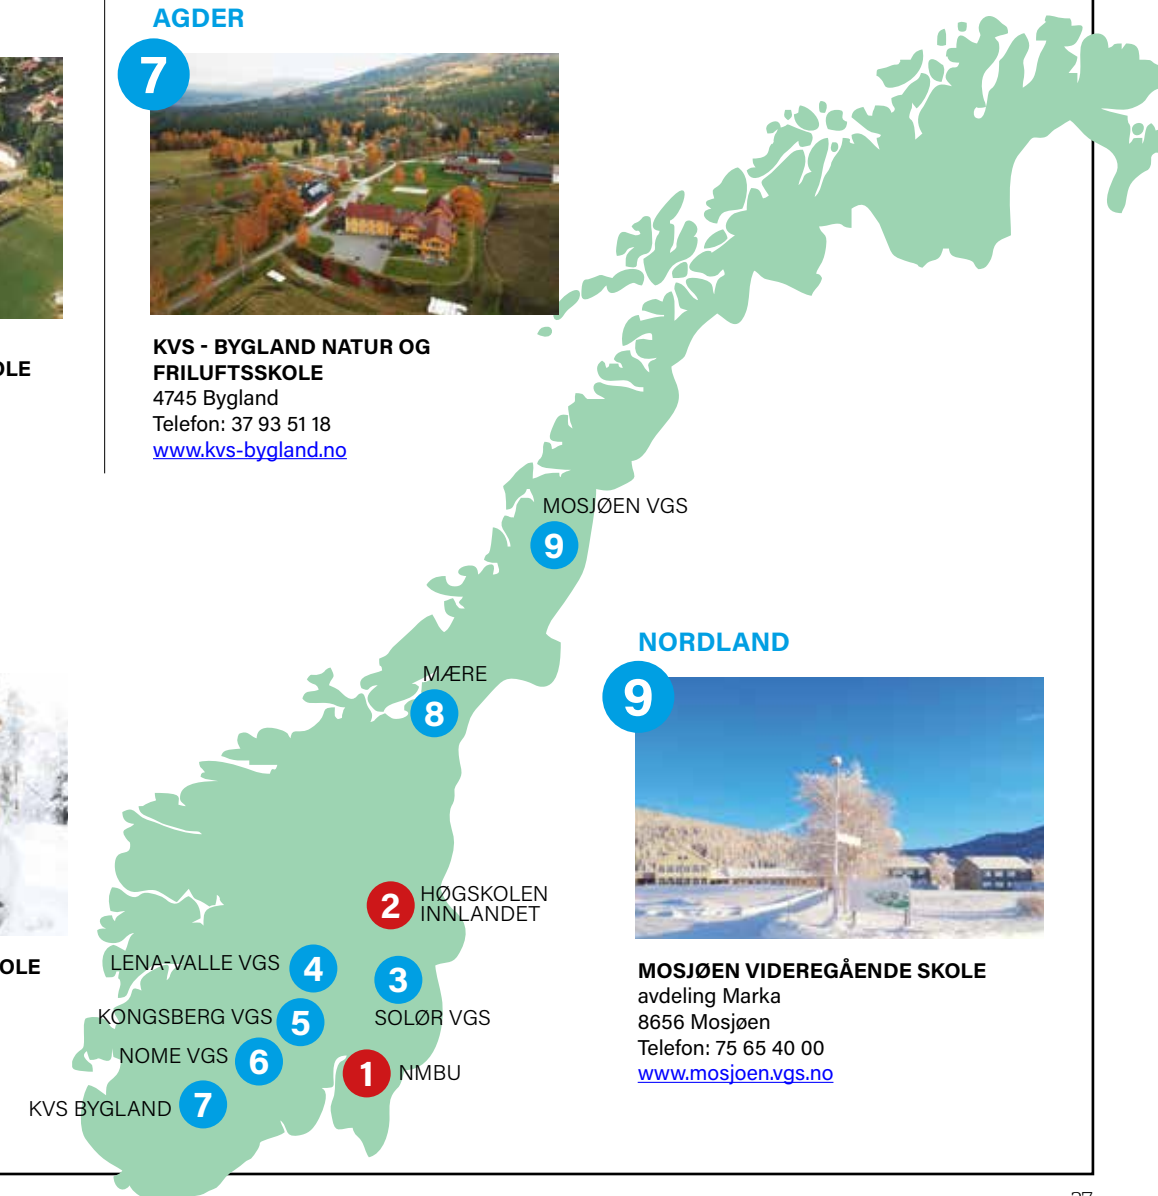 AGDER
7
KVS - BYGLAND NATUR OG
FRILUFTSSKOLE
4745 Bygland
Telefon: 37 93 51 18
www.kvs-bygland.no
OLE
MOSJØEN VGS
9
MÆRE
8
NORDLAND
9
2
HØGSKOLEN
INNLANDET
LENA-VALLE VGS
4
3
SOLØR VGS
KONGSBERG VGS
5
NOME VGS
6
1
NMBU
KVS BYGLAND
7
OLE
MOSJØEN VIDEREGÅENDE SKOLE
avdeling Marka
8656 Mosjøen
Telefon: 75 65 40 00
www.mosjoen.vgs.no